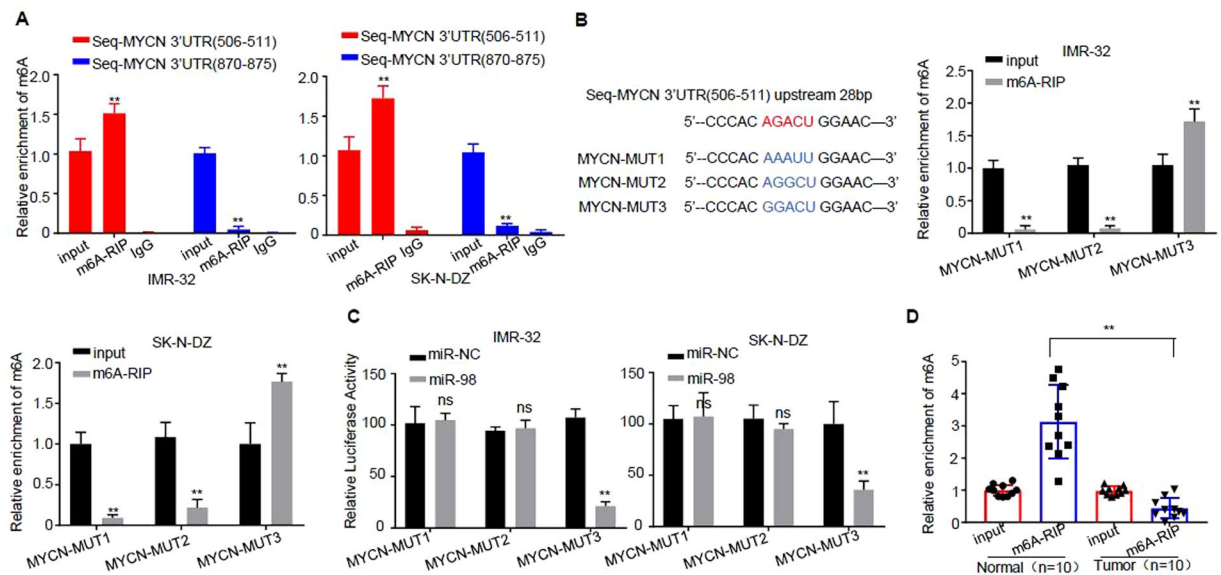 A
Seq-MYCN 3'UTR(506-511)
Seq-MYCN 3'UTR(870-875)
Relative enrichment of m6A
2.0
1.5
1.0
0.5
0
**
**
input
m6A-RIP
IgG
input
m6A-RIP
IgG
IMR-32
Seq-MYCN 3'UTR(506-511)
Seq-MYCN 3'UTR(870-875)
2.0
1.5
1.0
0.5
0
**
**
input
m6A-RIP
IgG
input
m6A-RIP
IgG
SK-N-DZ
B
Seq-MYCN 3'UTR(506-511) upstream 28bp
5'--CCCAC AGACU GGAAC—3'
MYCN-MUT1 5'--CCCAC AAAUU GGAAC—3'
MYCN-MUT2 5'--CCCAC AGGCU GGAAC—3'
MYCN-MUT3 5'--CCCAC GGACU GGAAC—3'
IMR-32
input
m6A-RIP
Relative enrichment of m6A
2.5
2.0
1.5
1.0
0.5
0
**
**
**
MYCN-MUT1
MYCN-MUT2
MYCN-MUT3
SK-N-DZ
input
m6A-RIP
Relative enrichment of m6A
2.0
1.5
1.0
0.5
0
**
**
**
MYCN-MUT1
MYCN-MUT2
MYCN-MUT3
C
IMR-32
miR-NC
miR-98
Relative Luciferase Activity
150
100
50
0
ns
ns
**
MYCN-MUT1
MYCN-MUT2
MYCN-MUT3
SK-N-DZ
miR-NC
miR-98
150
100
50
0
ns
ns
**
MYCN-MUT1
MYCN-MUT2
MYCN-MUT3
D
**
Relative enrichment of m6A
5
4
3
2
1
0
input
m6A-RIP
input
m6A-RIP
Normal (n=10)
Tumor (n=10)